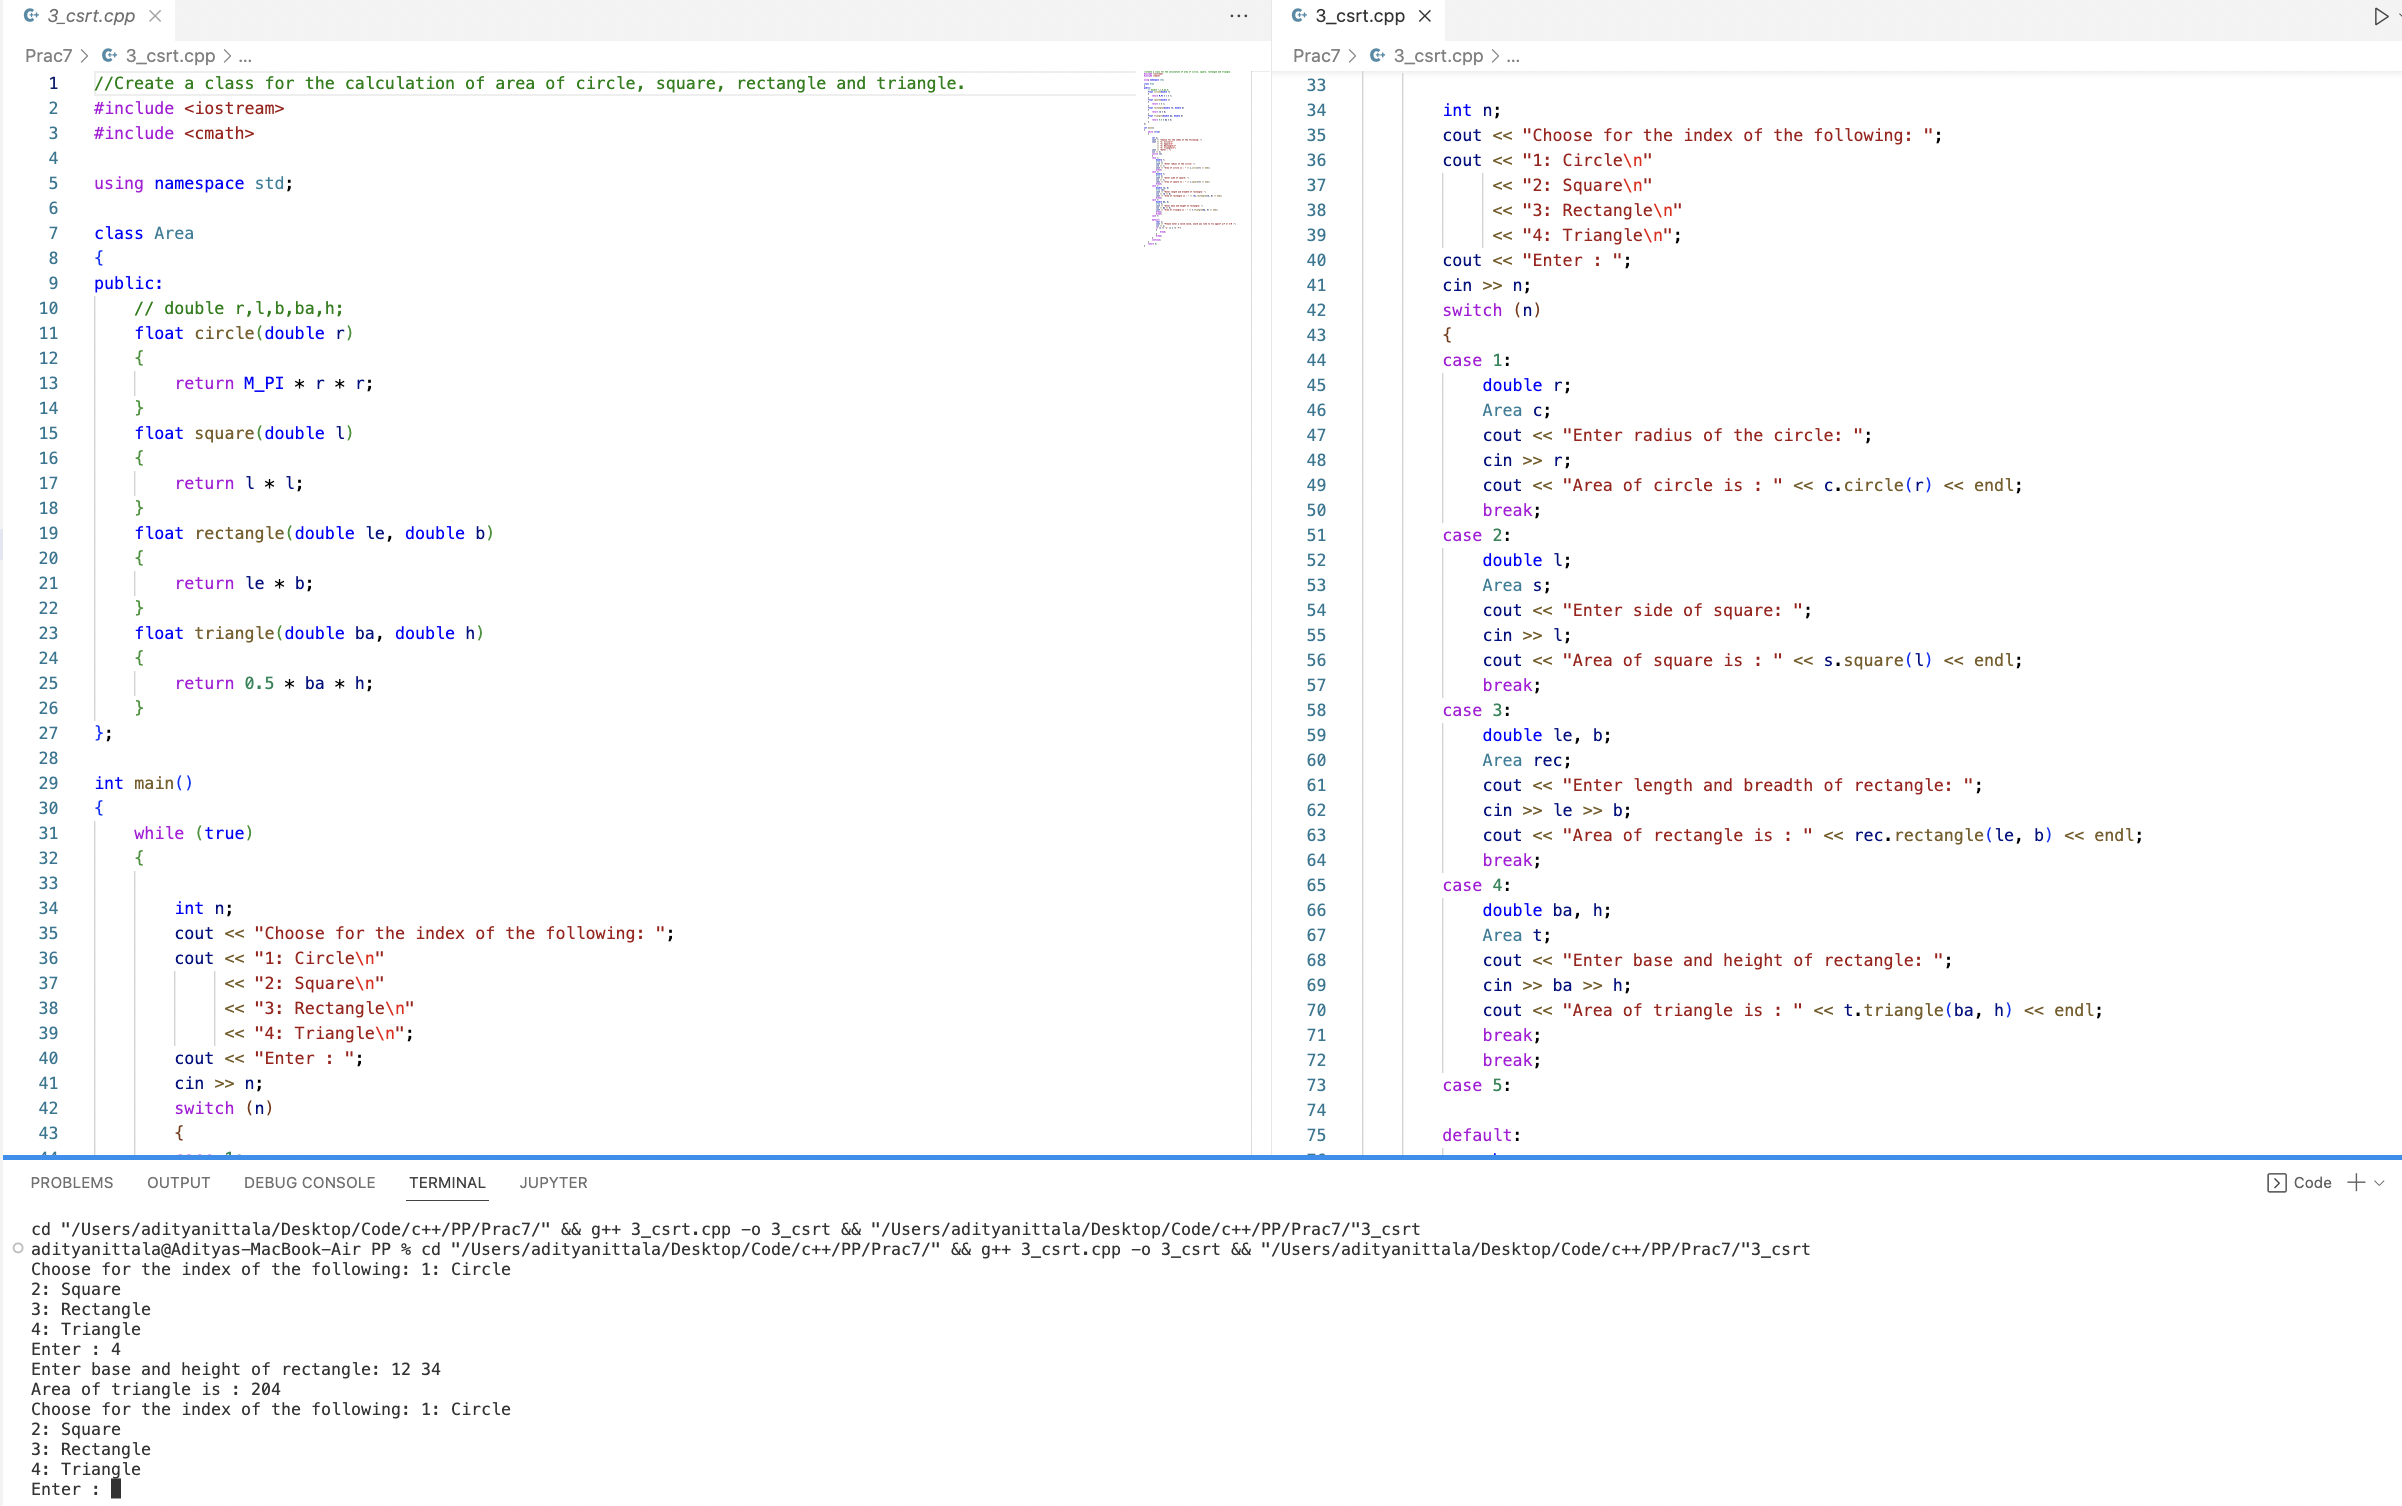 3_csrt.cpp
Prac7 > 3_csrt.cpp > ...
1 //Create a class for the calculation of area of circle, square, rectangle and triangle.
2 #include <iostream>
3 #include <cmath>
4
5 using namespace std;
6
7 class Area
8 {
9 public:
10     // double r,l,b,ba,h;
11     float circle(double r)
12     {
13         return M_PI * r * r;
14     }
15     float square(double l)
16     {
17         return l * l;
18     }
19     float rectangle(double le, double b)
20     {
21         return le * b;
22     }
23     float triangle(double ba, double h)
24     {
25         return 0.5 * ba * h;
26     }
27 };
28
29 int main()
30 {
31     while (true)
32     {
33
34         int n;
35         cout << "Choose for the index of the following: ";
36         cout << "1: Circle\n"
37              << "2: Square\n"
38              << "3: Rectangle\n"
39              << "4: Triangle\n";
40         cout << "Enter : ";
41         cin >> n;
42         switch (n)
43         {
3_csrt.cpp
Prac7 > 3_csrt.cpp > ...
33
34         int n;
35         cout << "Choose for the index of the following: ";
36         cout << "1: Circle\n"
37              << "2: Square\n"
38              << "3: Rectangle\n"
39              << "4: Triangle\n";
40         cout << "Enter : ";
41         cin >> n;
42         switch (n)
43         {
44         case 1:
45             double r;
46             Area c;
47             cout << "Enter radius of the circle: ";
48             cin >> r;
49             cout << "Area of circle is : " << c.circle(r) << endl;
50             break;
51         case 2:
52             double l;
53             Area s;
54             cout << "Enter side of square: ";
55             cin >> l;
56             cout << "Area of square is : " << s.square(l) << endl;
57             break;
58         case 3:
59             double le, b;
60             Area rec;
61             cout << "Enter length and breadth of rectangle: ";
62             cin >> le >> b;
63             cout << "Area of rectangle is : " << rec.rectangle(le, b) << endl;
64             break;
65         case 4:
66             double ba, h;
67             Area t;
68             cout << "Enter base and height of rectangle: ";
69             cin >> ba >> h;
70             cout << "Area of triangle is : " << t.triangle(ba, h) << endl;
71             break;
72             break;
73         case 5:
74
75         default:
PROBLEMS OUTPUT DEBUG CONSOLE TERMINAL JUPYTER Code
cd "/Users/adityanittala/Desktop/Code/c++/PP/Prac7/" && g++ 3_csrt.cpp -o 3_csrt && "/Users/adityanittala/Desktop/Code/c++/PP/Prac7/"3_csrt
adityanittala@Adityas-MacBook-Air PP % cd "/Users/adityanittala/Desktop/Code/c++/PP/Prac7/" && g++ 3_csrt.cpp -o 3_csrt && "/Users/adityanittala/Desktop/Code/c++/PP/Prac7/"3_csrt
Choose for the index of the following: 1: Circle
2: Square
3: Rectangle
4: Triangle
Enter : 4
Enter base and height of rectangle: 12 34
Area of triangle is : 204
Choose for the index of the following: 1: Circle
2: Square
3: Rectangle
4: Triangle
Enter :